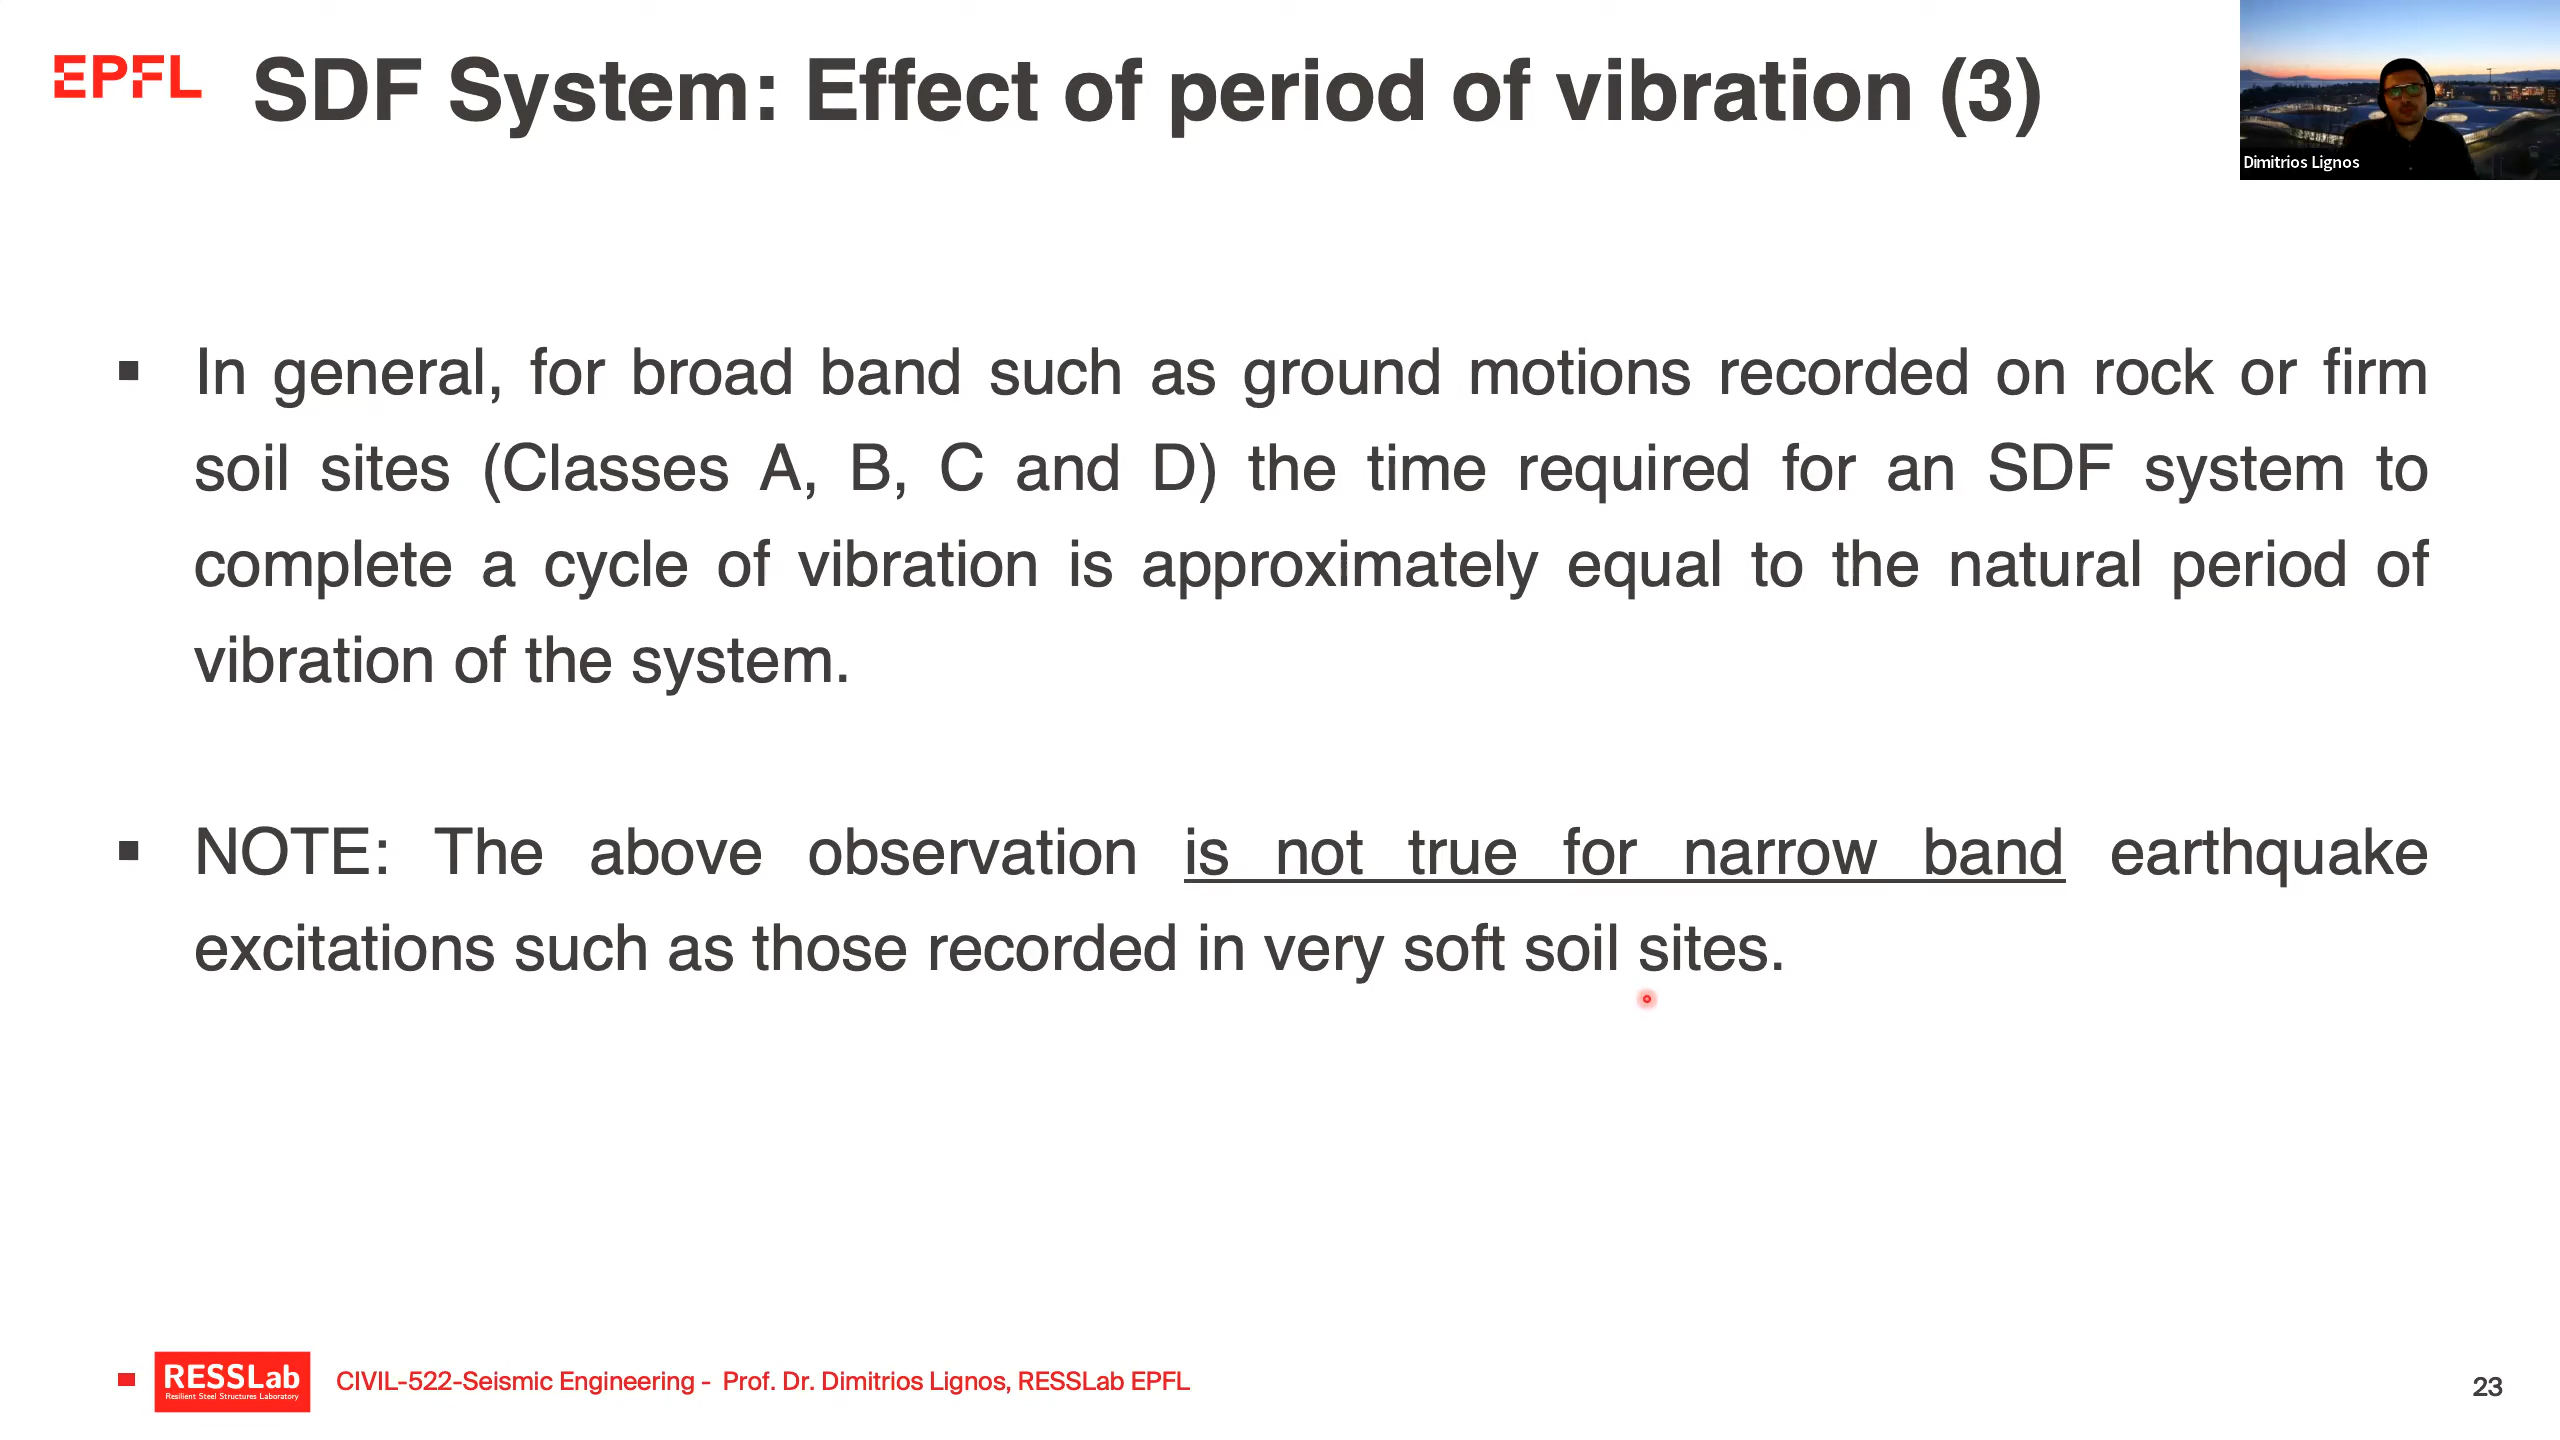 EPFL
SDF System: Effect of period of vibration (3)
Dimitrios Lignos
▪ In general, for broad band such as ground motions recorded on rock or firm
soil sites (Classes A, B, C and D) the time required for an SDF system to
complete a cycle of vibration is approximately equal to the natural period of
vibration of the system.
▪ NOTE: The above observation is not true for narrow band earthquake
excitations such as those recorded in very soft soil sites.
RESSLab
Resilient Steel Structures Laboratory
CIVIL-522-Seismic Engineering - Prof. Dr. Dimitrios Lignos, RESSLab EPFL
23